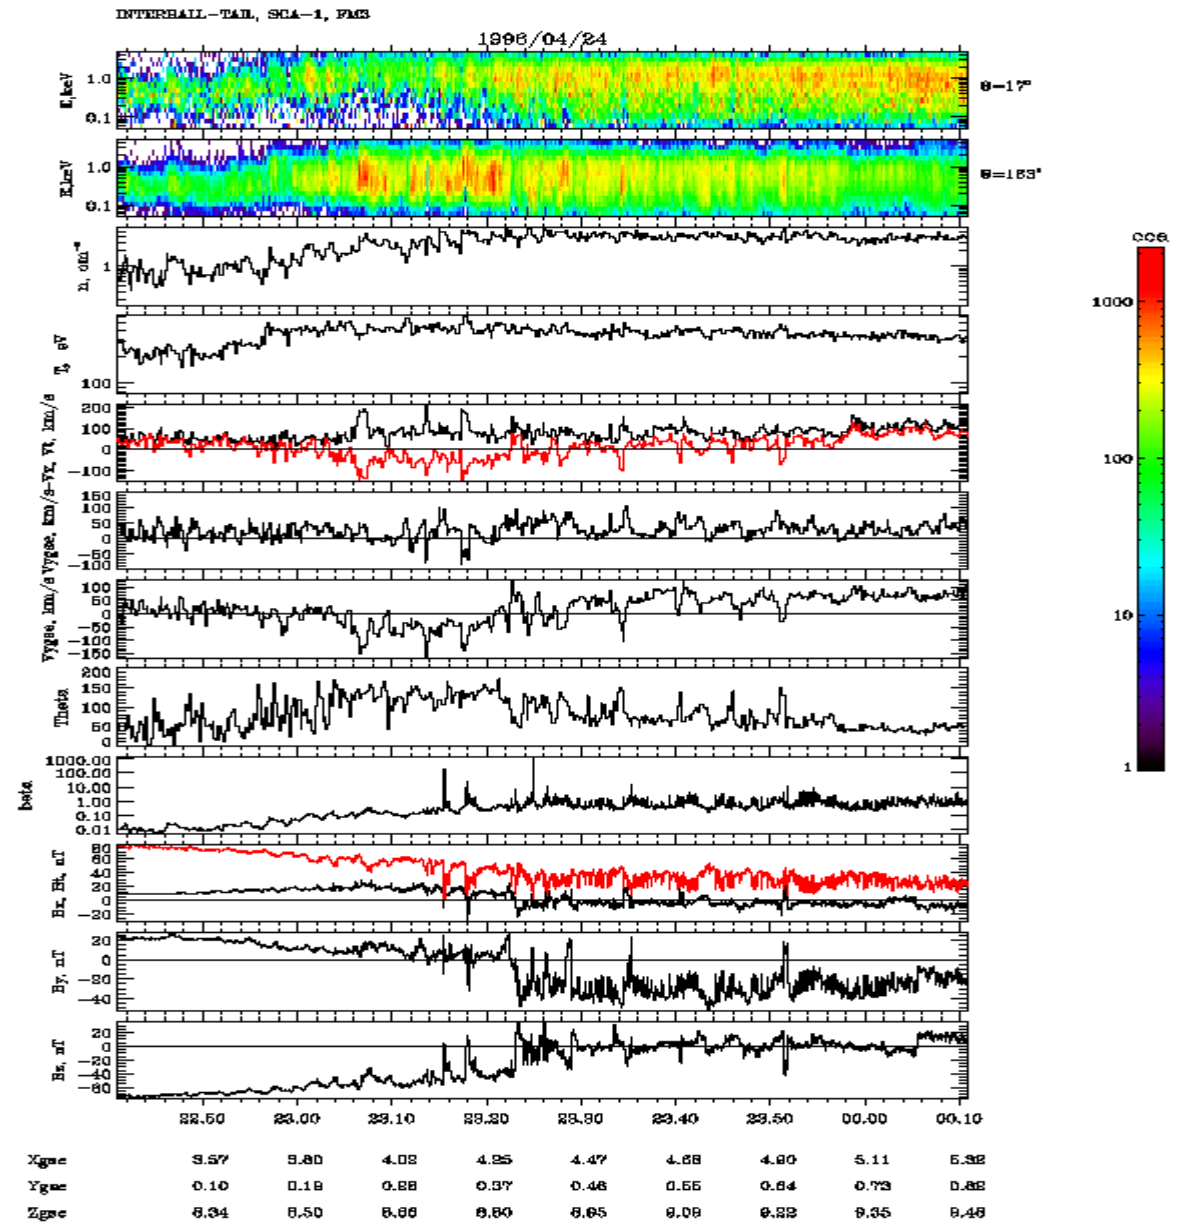 INTERBALL-TAIL, SCA-1, FM3
1996/04/24
E,keV
1.0
0.1
θ=17°
E,keV
1.0
0.1
θ=163°
n, cm⁻³
1
T, eV
100
-Vx, Vt, km/s
200
100
0
-100
Vygse, km/s
150
100
50
0
-50
-100
Vygse, km/s
100
50
0
-50
-100
-150
Theta
200
150
100
50
0
beta
1000.00
100.00
10.00
1.00
0.10
0.01
Bx, Bt, nT
80
60
40
20
0
-20
By, nT
20
0
-20
-40
Bz, nT
20
0
-20
-40
-60
22.50 23.00 23.10 23.20 23.30 23.40 23.50 00.00 00.10
Xgse 3.57 3.80 4.02 4.25 4.47 4.68 4.90 5.11 5.32
Ygse 0.10 0.19 0.28 0.37 0.46 0.55 0.64 0.73 0.82
Zgse 8.34 8.50 8.66 8.80 8.95 9.09 9.22 9.35 9.48
1000
100
10
1